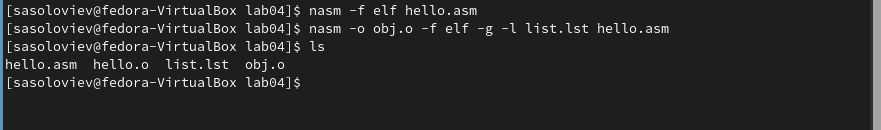 [sasoloviev@fedora-VirtualBox lab04]$ nasm -f elf hello.asm
[sasoloviev@fedora-VirtualBox lab04]$ nasm -o obj.o -f elf -g -l list.lst hello.asm
[sasoloviev@fedora-VirtualBox lab04]$ ls
hello.asm  hello.o  list.lst  obj.o
[sasoloviev@fedora-VirtualBox lab04]$